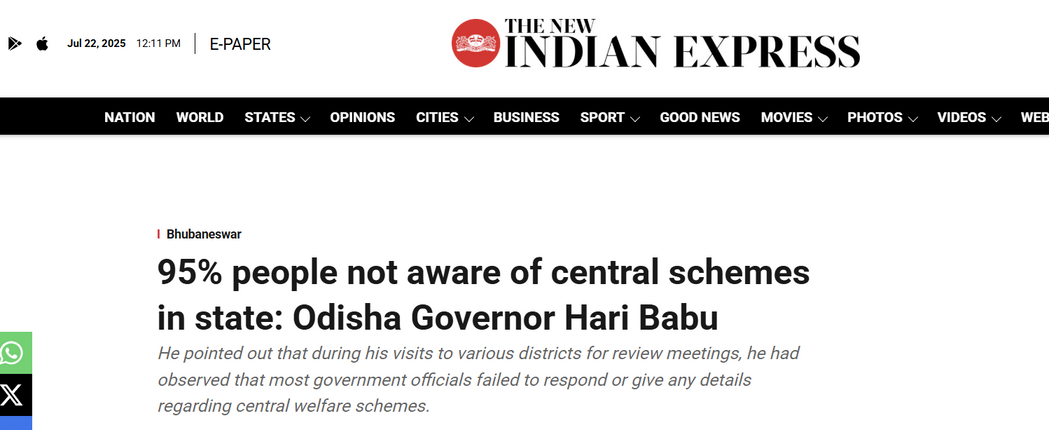 Jul 22, 2025 12:11 PM E-PAPER
THE NEW
INDIAN EXPRESS
NATION WORLD STATES OPINIONS CITIES BUSINESS SPORT GOOD NEWS MOVIES PHOTOS VIDEOS WEB
Bhubaneswar
95% people not aware of central schemes
in state: Odisha Governor Hari Babu
He pointed out that during his visits to various districts for review meetings, he had
observed that most government officials failed to respond or give any details
regarding central welfare schemes.